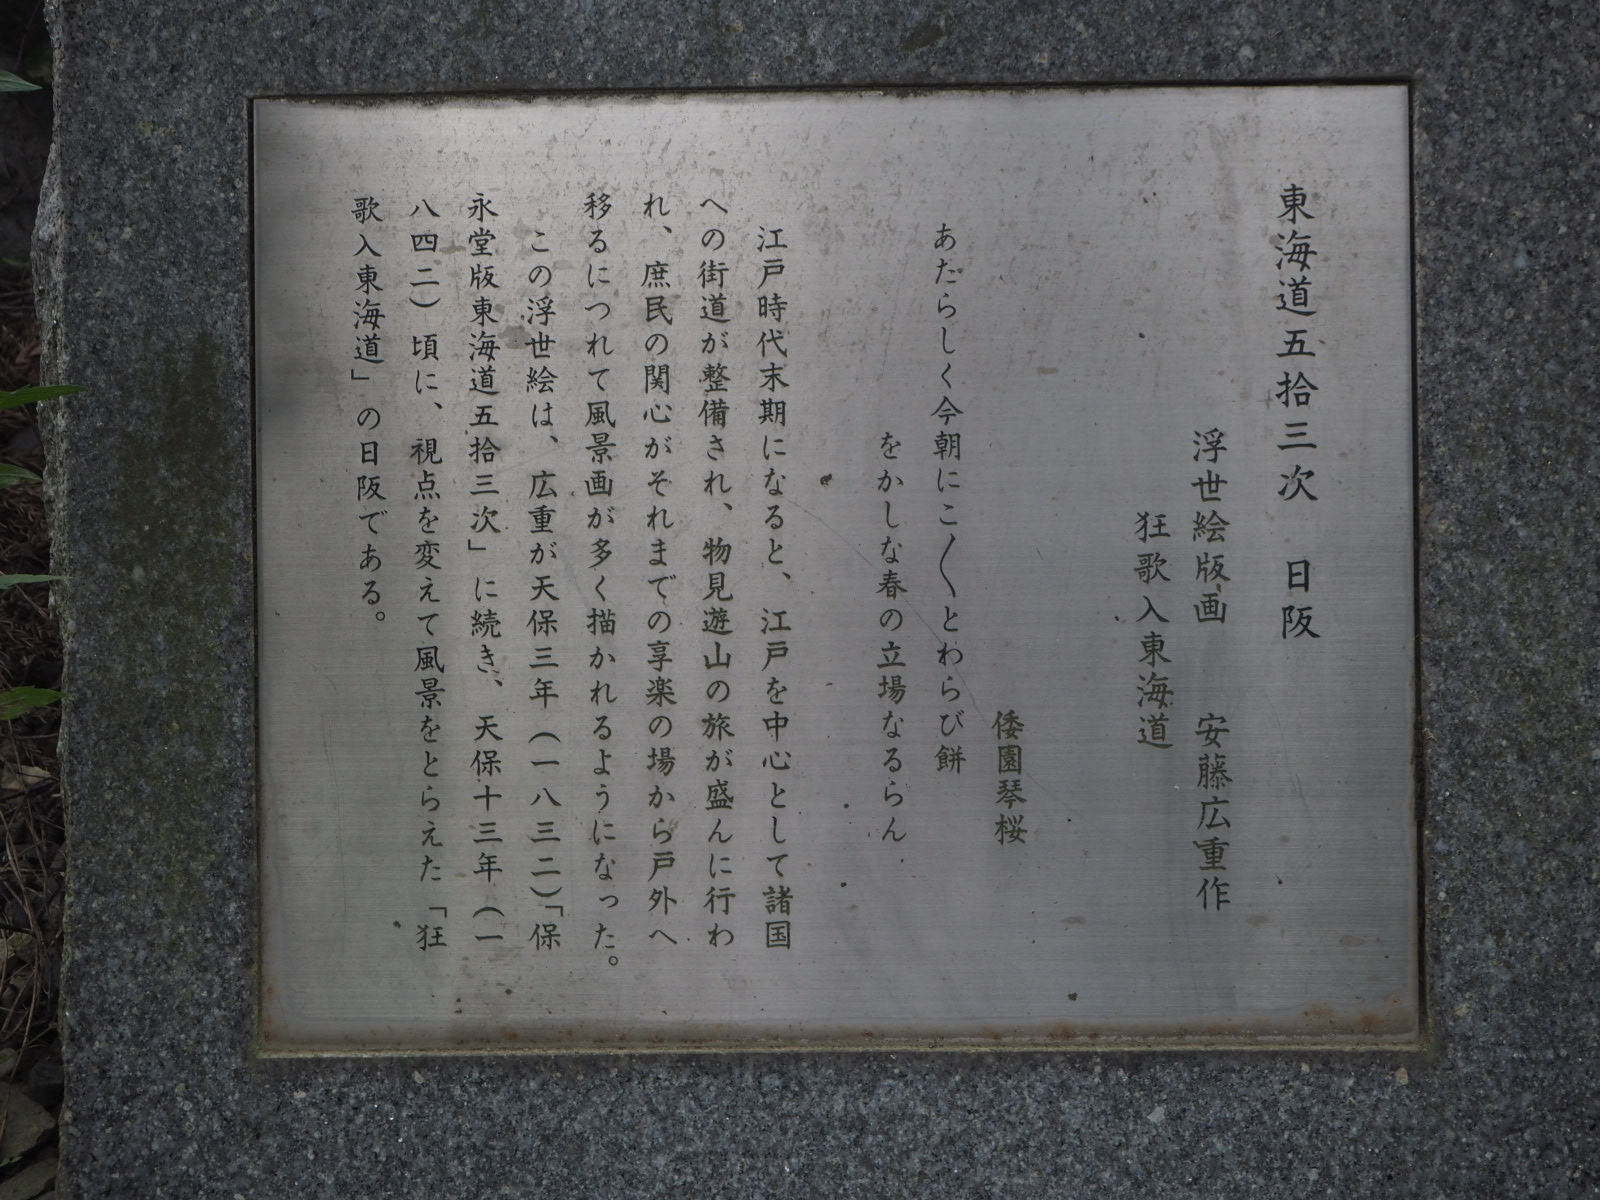 東海道五拾三次　日阪
浮世絵版画　安藤広重作
狂歌入東海道
倭園琴桜
あたらしく今朝にこ〱とわらび餅
をかしな春の立場なるらん
江戸時代末期になると、江戸を中心として諸国
への街道が整備され、物見遊山の旅が盛んに行わ
れ、庶民の関心がそれまでの享楽の場から戸外へ
移るにつれて風景画が多く描かれるようになった。
この浮世絵は、広重が天保三年（一八三二）「保
永堂版東海道五拾三次」に続き、天保十三年（一
八四二）頃に、視点を変えて風景をとらえた「狂
歌入東海道」の日阪である。